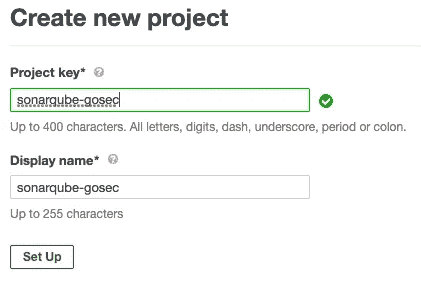 Create new project
Project key*
sonarqube-gosec
Up to 400 characters. All letters, digits, dash, underscore, period or colon.
Display name*
sonarqube-gosec
Up to 255 characters
Set Up